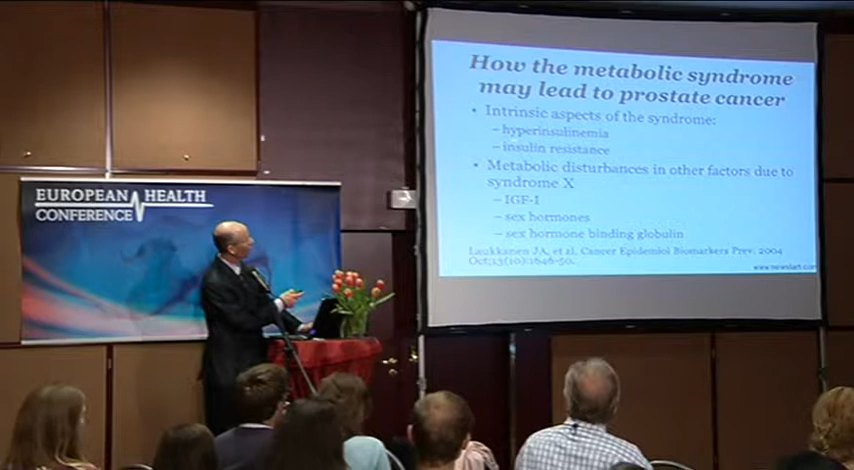 How the metabolic syndrome
may lead to prostate cancer
• Intrinsic aspects of the syndrome:
– hyperinsulinemia
– insulin resistance
• Metabolic disturbances in other factors due to
syndrome X
– IGF-I
– sex hormones
– sex hormone binding globulin
Laukkanen JA, et al. Cancer Epidemiol Biomarkers Prev. 2004
Oct;13(10):1646-50.
www.newstart.com
EUROPEAN HEALTH
CONFERENCE